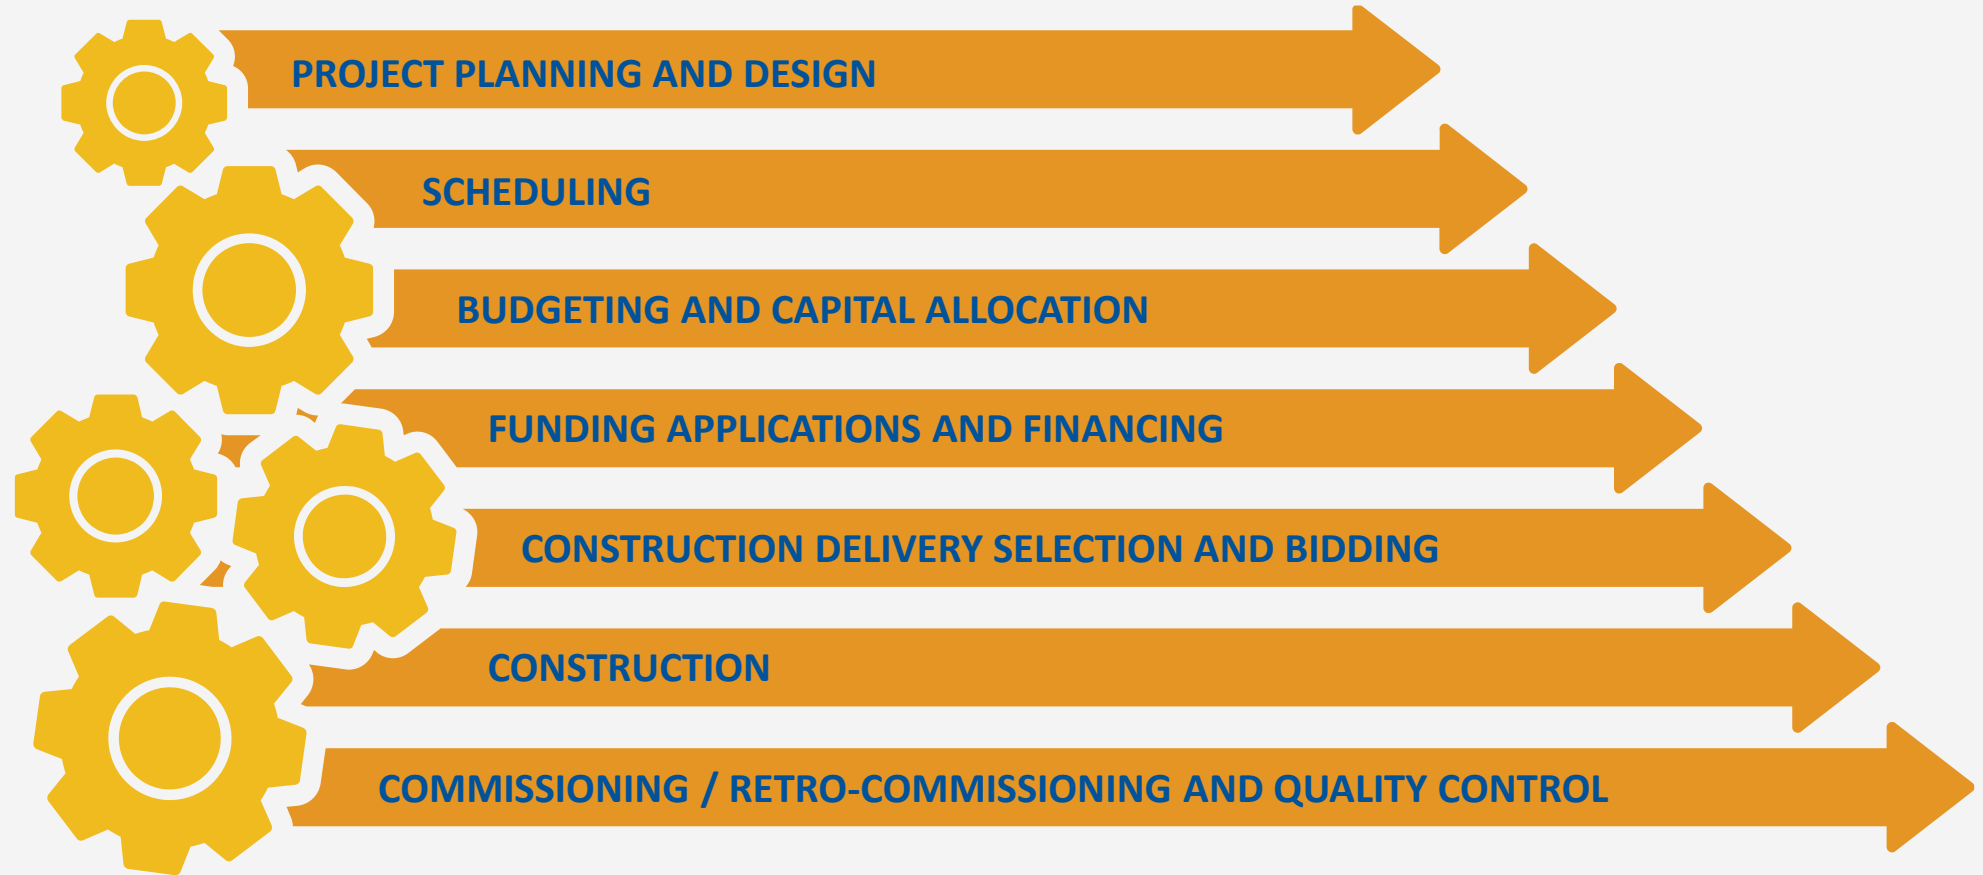 PROJECT PLANNING AND DESIGN
SCHEDULING
BUDGETING AND CAPITAL ALLOCATION
FUNDING APPLICATIONS AND FINANCING
CONSTRUCTION DELIVERY SELECTION AND BIDDING
CONSTRUCTION
COMMISSIONING / RETRO-COMMISSIONING AND QUALITY CONTROL